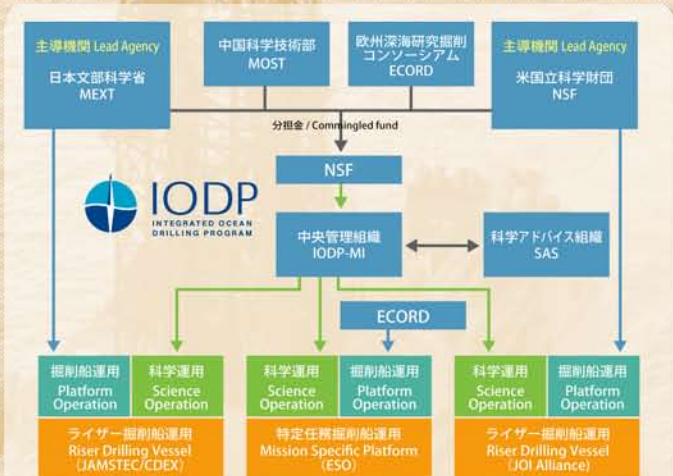 主導機関 Lead Agency
日本文部科学省
MEXT
中国科学技術部
MOST
欧州深海研究掘削
コンソーシアム
ECORD
主導機関 Lead Agency
米国立科学財団
NSF
分担金 / Commingled fund
NSF
IODP
INTEGRATED OCEAN
DRILLING PROGRAM
中央管理組織
IODP-MI
科学アドバイス組織
SAS
ECORD
掘削船運用
Platform
Operation
科学運用
Science
Operation
科学運用
Science
Operation
掘削船運用
Platform
Operation
科学運用
Science
Operation
掘削船運用
Platform
Operation
ライザー掘削船運用
Riser Drilling Vessel
(JAMSTEC/CDEX)
特定任務掘削船運用
Mission Specific Platform
(ESO)
ライザー掘削船運用
Riser Drilling Vessel
(JOI Alliance)